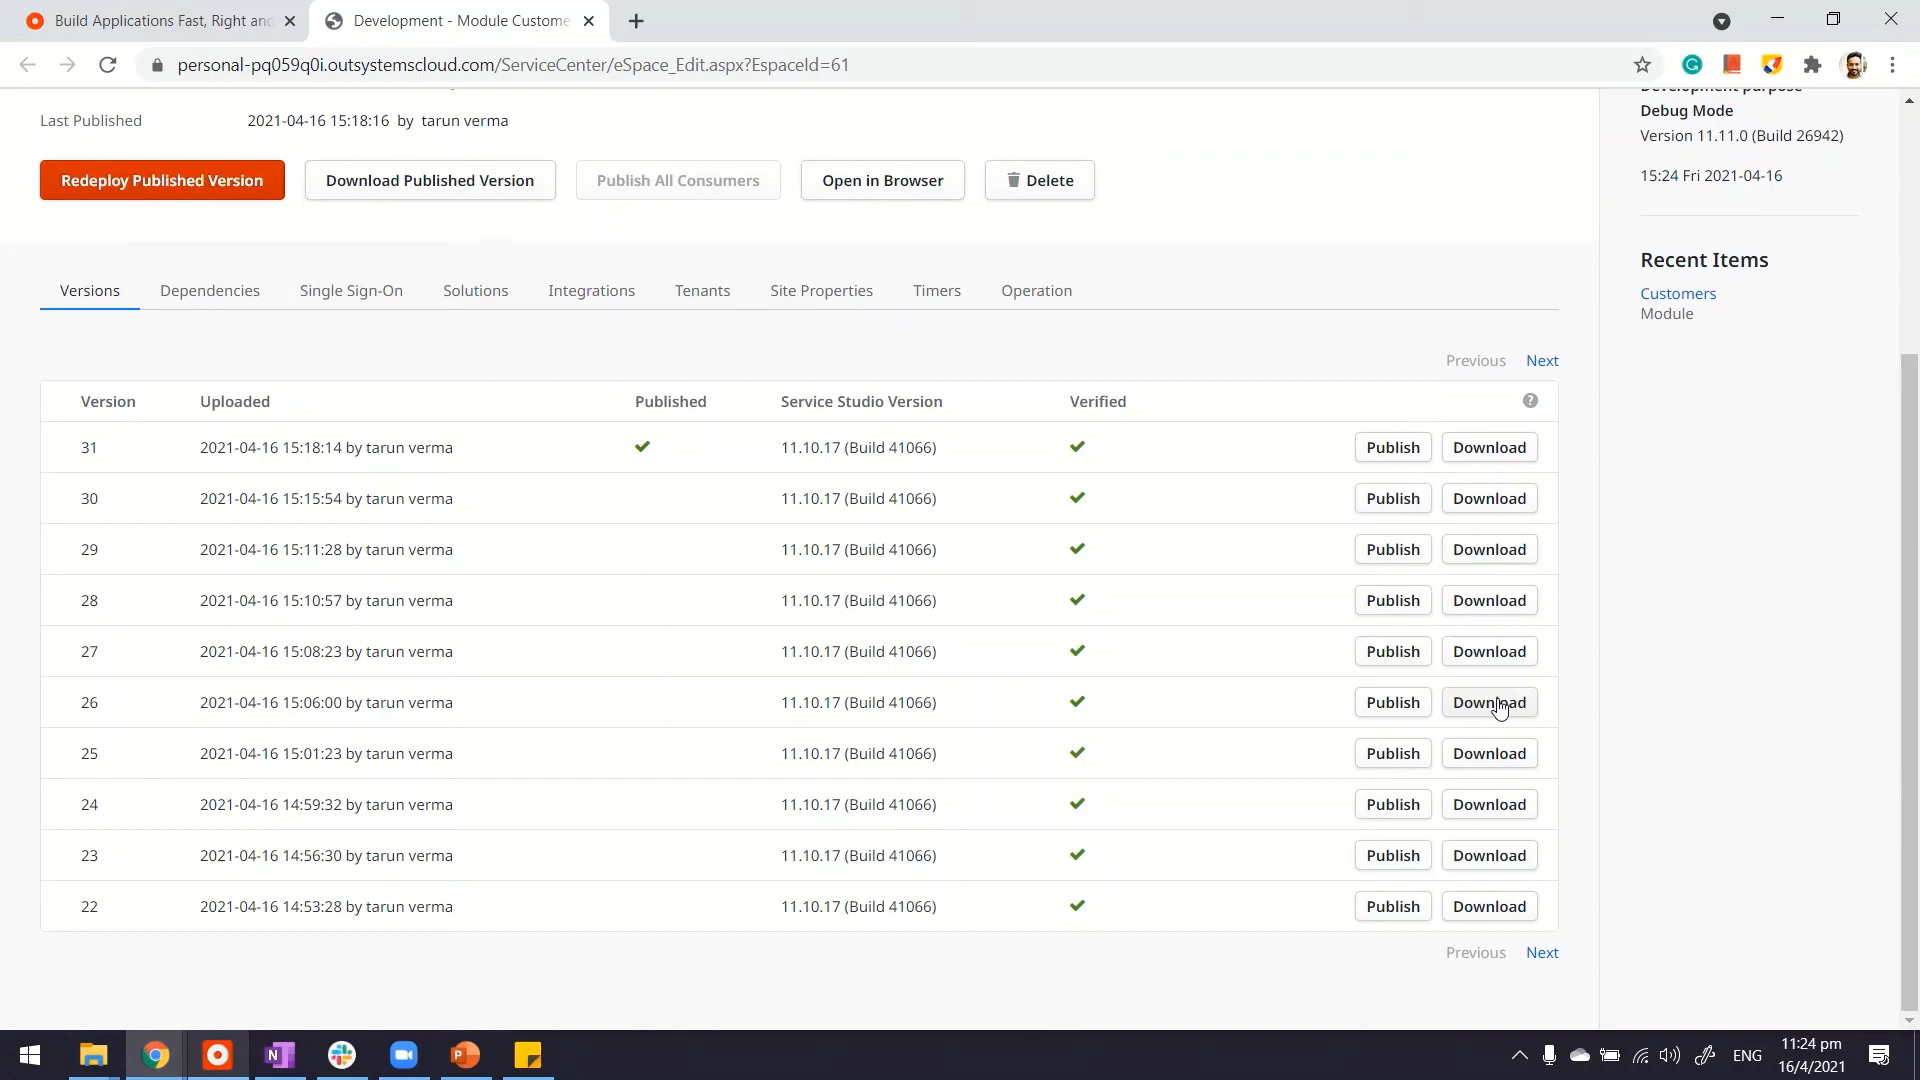 Build Applications Fast, Right and
Development - Module Custome
personal-pq059q0i.outsystemscloud.com/ServiceCenter/eSpace_Edit.aspx?EspaceId=61
Last Published 2021-04-16 15:18:16 by tarun verma
Redeploy Published Version Download Published Version Publish All Consumers Open in Browser Delete
Development purpose
Debug Mode
Version 11.11.0 (Build 26942)
15:24 Fri 2021-04-16
Recent Items
Customers
Module
Versions Dependencies Single Sign-On Solutions Integrations Tenants Site Properties Timers Operation
Previous Next
Version Uploaded Published Service Studio Version Verified ?
31 2021-04-16 15:18:14 by tarun verma 11.10.17 (Build 41066) Publish Download
30 2021-04-16 15:15:54 by tarun verma 11.10.17 (Build 41066) Publish Download
29 2021-04-16 15:11:28 by tarun verma 11.10.17 (Build 41066) Publish Download
28 2021-04-16 15:10:57 by tarun verma 11.10.17 (Build 41066) Publish Download
27 2021-04-16 15:08:23 by tarun verma 11.10.17 (Build 41066) Publish Download
26 2021-04-16 15:06:00 by tarun verma 11.10.17 (Build 41066) Publish Download
25 2021-04-16 15:01:23 by tarun verma 11.10.17 (Build 41066) Publish Download
24 2021-04-16 14:59:32 by tarun verma 11.10.17 (Build 41066) Publish Download
23 2021-04-16 14:56:30 by tarun verma 11.10.17 (Build 41066) Publish Download
22 2021-04-16 14:53:28 by tarun verma 11.10.17 (Build 41066) Publish Download
Previous Next
ENG
11:24 pm
16/4/2021